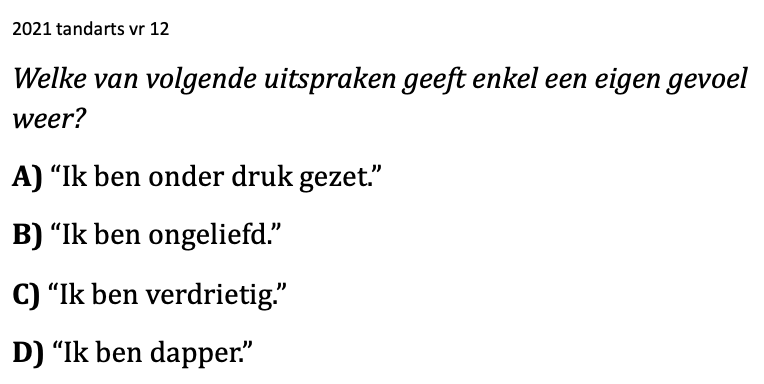 2021 tandarts vr 12
Welke van volgende uitspraken geeft enkel een eigen gevoel
weer?
A) “Ik ben onder druk gezet.”
B) “Ik ben ongeliefd.”
C) “Ik ben verdrietig.”
D) “Ik ben dapper.”